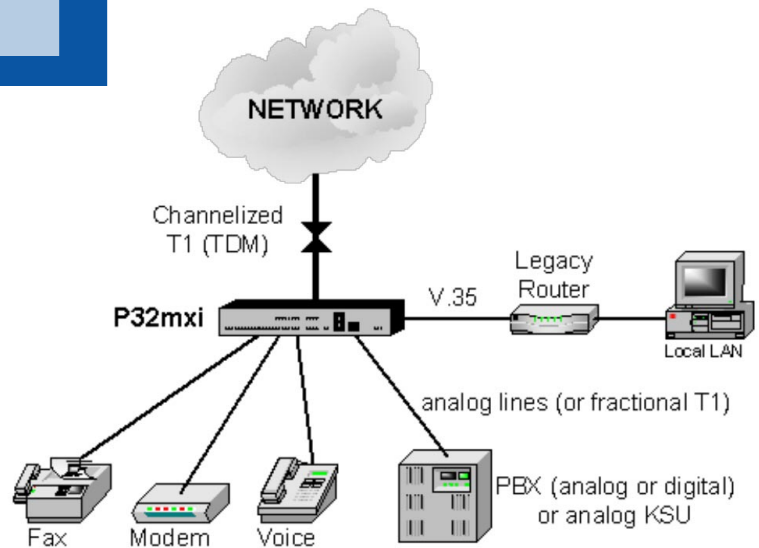 NETWORK
Channelized
T1 (TDM)
Legacy
Router
V.35
P32mxi
Local LAN
analog lines (or fractional T1)
PBX (analog or digital)
or analog KSU
Fax
Modem
Voice